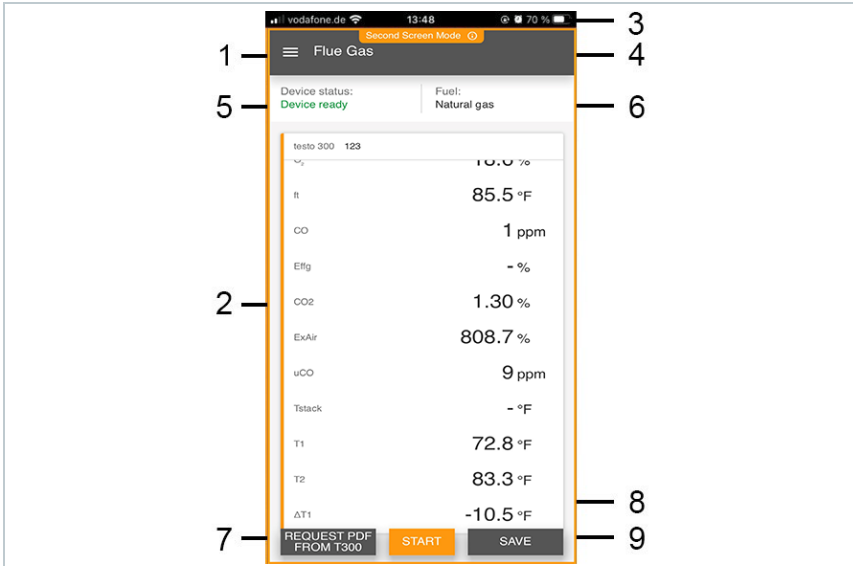 vodafone.de 13:48 70 %
Second Screen Mode
3
1 Flue Gas 4
Device status: Fuel:
5 Device ready Natural gas 6
testo 300 123
O₂ %
ft 85.5 °F
CO 1 ppm
Effg - %
2 CO2 1.30 %
ExAir 808.7 %
uCO 9 ppm
Tstack - °F
T1 72.8 °F
T2 83.3 °F
8
ΔT1 -10.5 °F
7 REQUEST PDF START SAVE 9
FROM T300